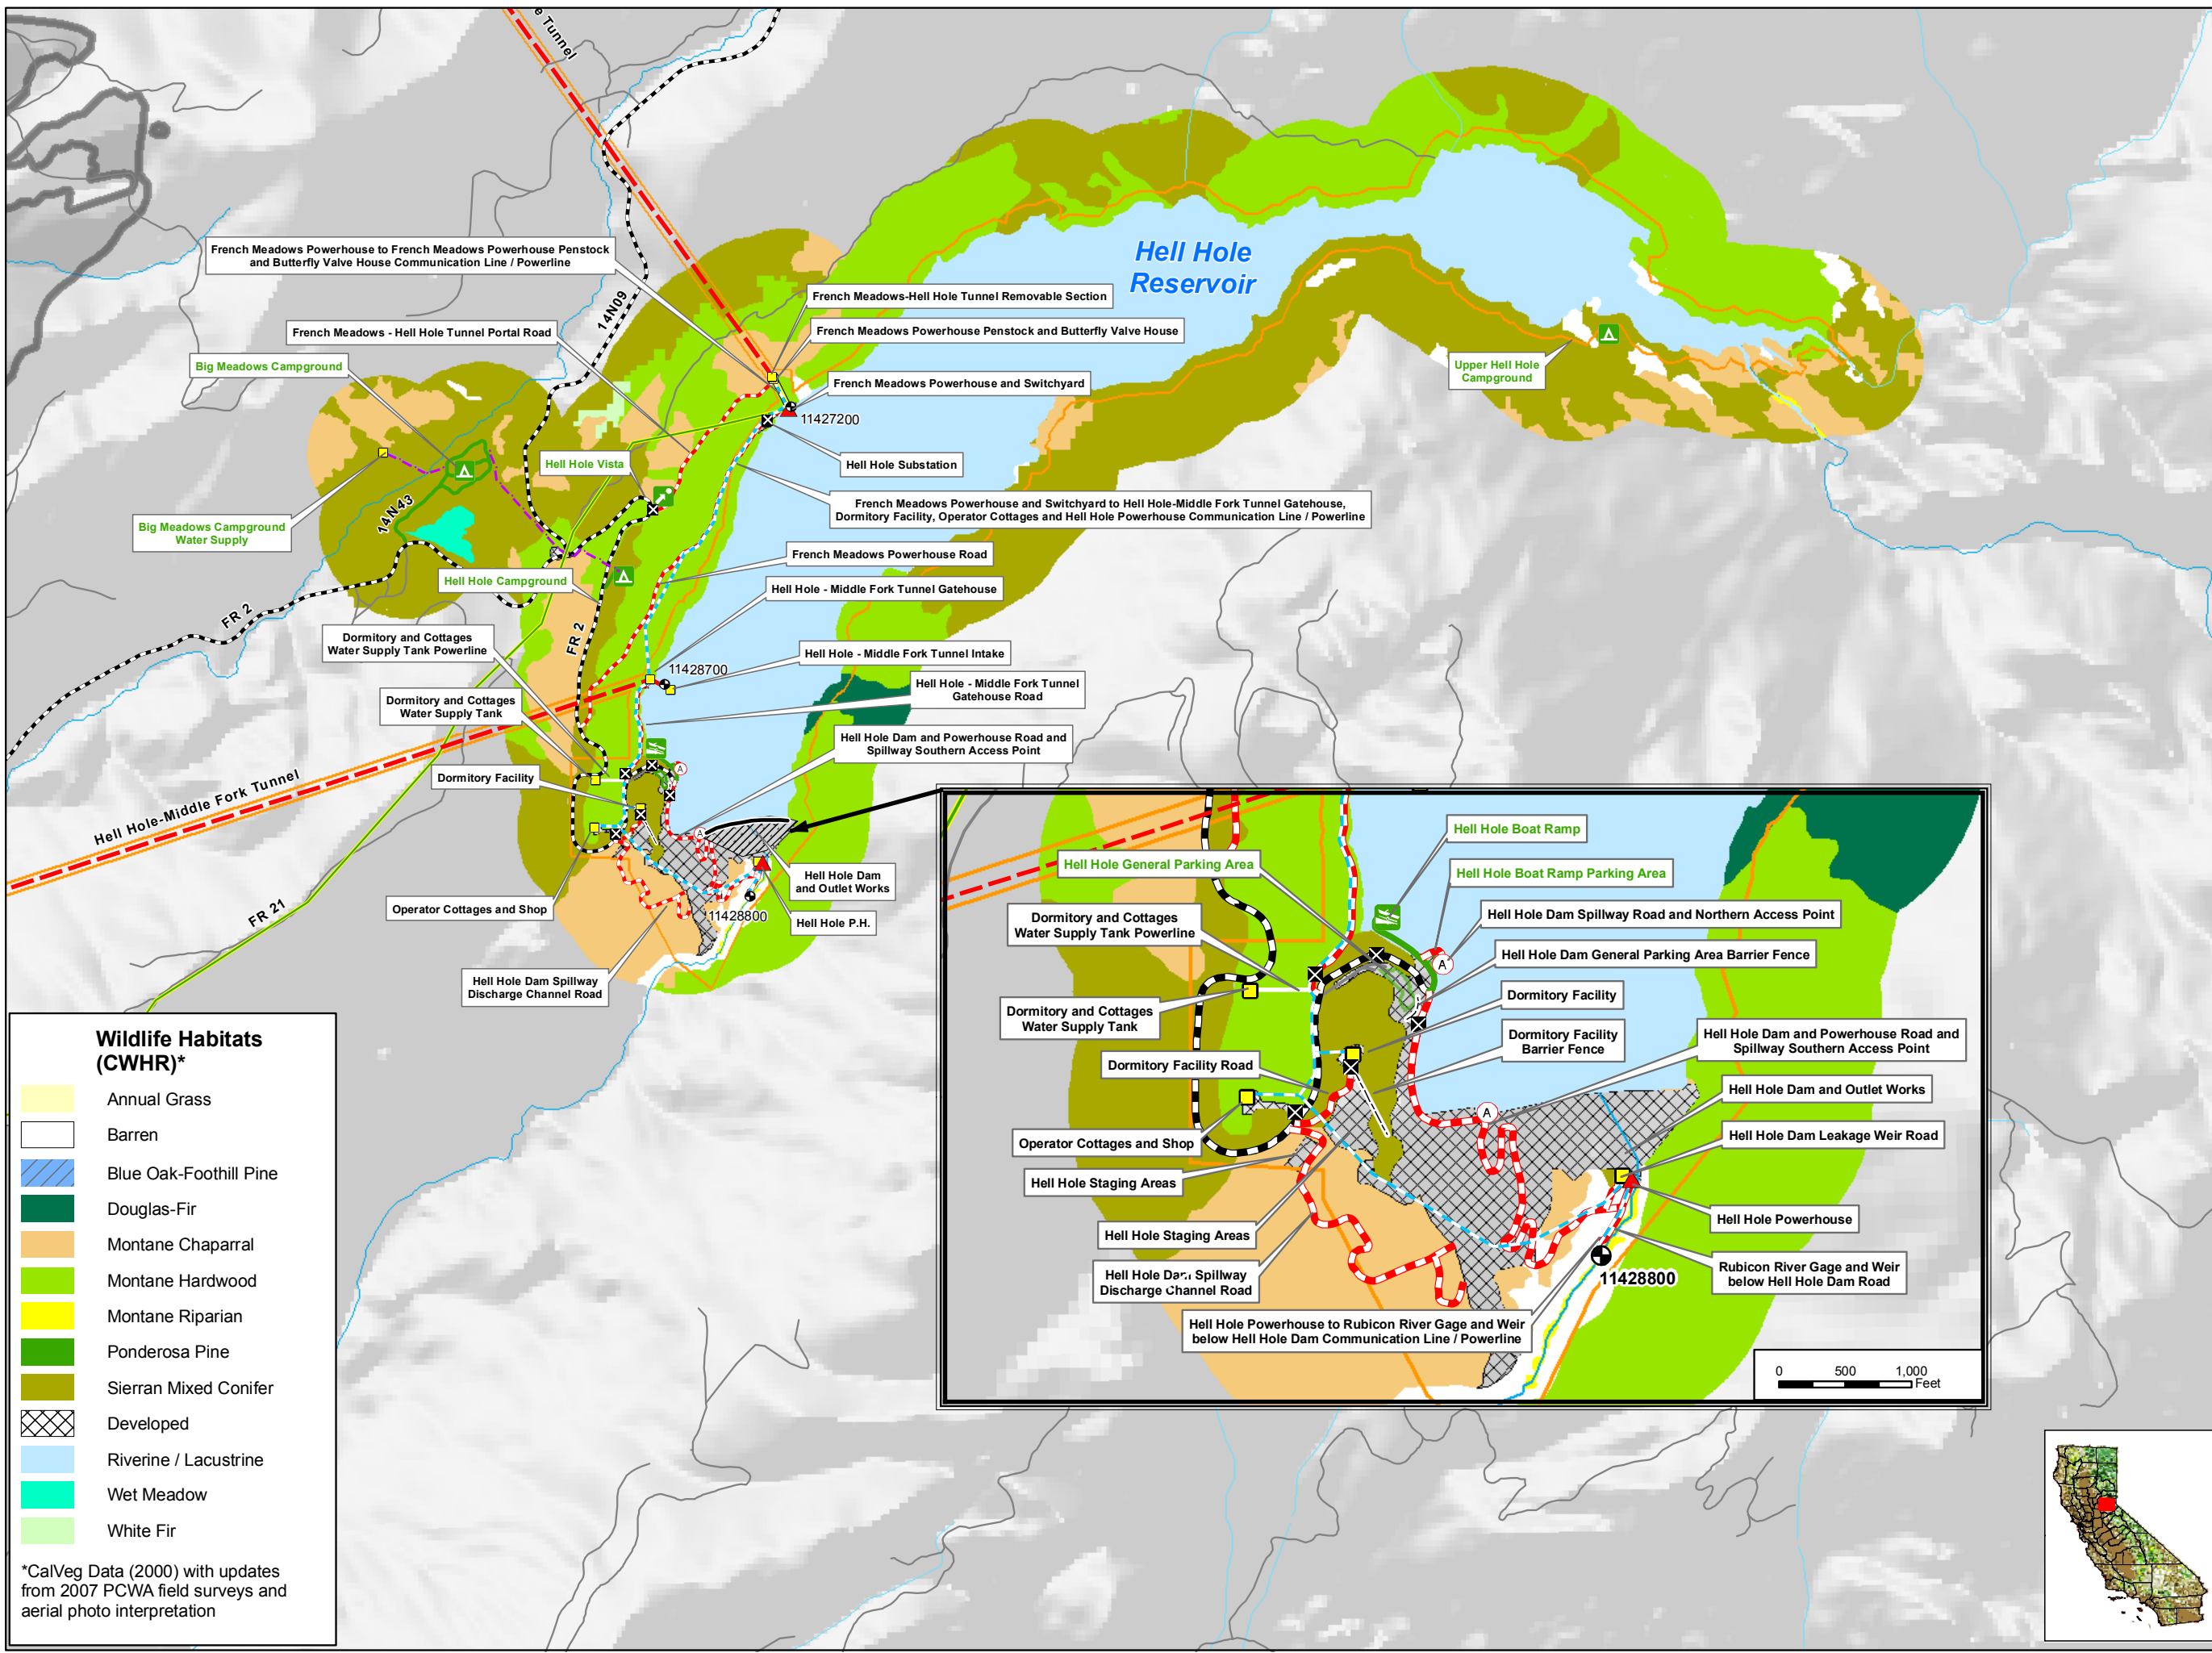 e Tunnel
Hell Hole
Reservoir
French Meadows Powerhouse to French Meadows Powerhouse Penstock
and Butterfly Valve House Communication Line / Powerline
14N09
French Meadows-Hell Hole Tunnel Removable Section
French Meadows - Hell Hole Tunnel Portal Road
French Meadows Powerhouse Penstock and Butterfly Valve House
Big Meadows Campground
French Meadows Powerhouse and Switchyard
Upper Hell Hole
Campground
11427200
Hell Hole Vista
Hell Hole Substation
14N43
French Meadows Powerhouse and Switchyard to Hell Hole-Middle Fork Tunnel Gatehouse,
Dormitory Facility, Operator Cottages and Hell Hole Powerhouse Communication Line / Powerline
Big Meadows Campground
Water Supply
French Meadows Powerhouse Road
Hell Hole Campground
Hell Hole - Middle Fork Tunnel Gatehouse
FR 2
FR 2
Dormitory and Cottages
Water Supply Tank Powerline
Hell Hole - Middle Fork Tunnel Intake
11428700
Hell Hole - Middle Fork Tunnel
Gatehouse Road
Dormitory and Cottages
Water Supply Tank
Hell Hole Dam and Powerhouse Road and
Spillway Southern Access Point
A
Dormitory Facility
Hell Hole-Middle Fork Tunnel
A
Hell Hole Dam
and Outlet Works
FR 21
Operator Cottages and Shop
11428800
Hell Hole P.H.
Hell Hole Dam Spillway
Discharge Channel Road
Hell Hole Boat Ramp
Hell Hole General Parking Area
Hell Hole Boat Ramp Parking Area
Dormitory and Cottages
Water Supply Tank Powerline
Hell Hole Dam Spillway Road and Northern Access Point
Hell Hole Dam General Parking Area Barrier Fence
A
Dormitory Facility
Dormitory and Cottages
Water Supply Tank
Dormitory Facility
Barrier Fence
Hell Hole Dam and Powerhouse Road and
Spillway Southern Access Point
Dormitory Facility Road
Hell Hole Dam and Outlet Works
A
Hell Hole Dam Leakage Weir Road
Operator Cottages and Shop
Hell Hole Staging Areas
Hell Hole Powerhouse
Hell Hole Staging Areas
Rubicon River Gage and Weir
below Hell Hole Dam Road
11428800
Hell Hole Dam Spillway
Discharge Channel Road
Hell Hole Powerhouse to Rubicon River Gage and Weir
below Hell Hole Dam Communication Line / Powerline
0 500 1,000
Feet
Wildlife Habitats
(CWHR)*
Annual Grass
Barren
Blue Oak-Foothill Pine
Douglas-Fir
Montane Chaparral
Montane Hardwood
Montane Riparian
Ponderosa Pine
Sierran Mixed Conifer
Developed
Riverine / Lacustrine
Wet Meadow
White Fir
*CalVeg Data (2000) with updates
from 2007 PCWA field surveys and
aerial photo interpretation